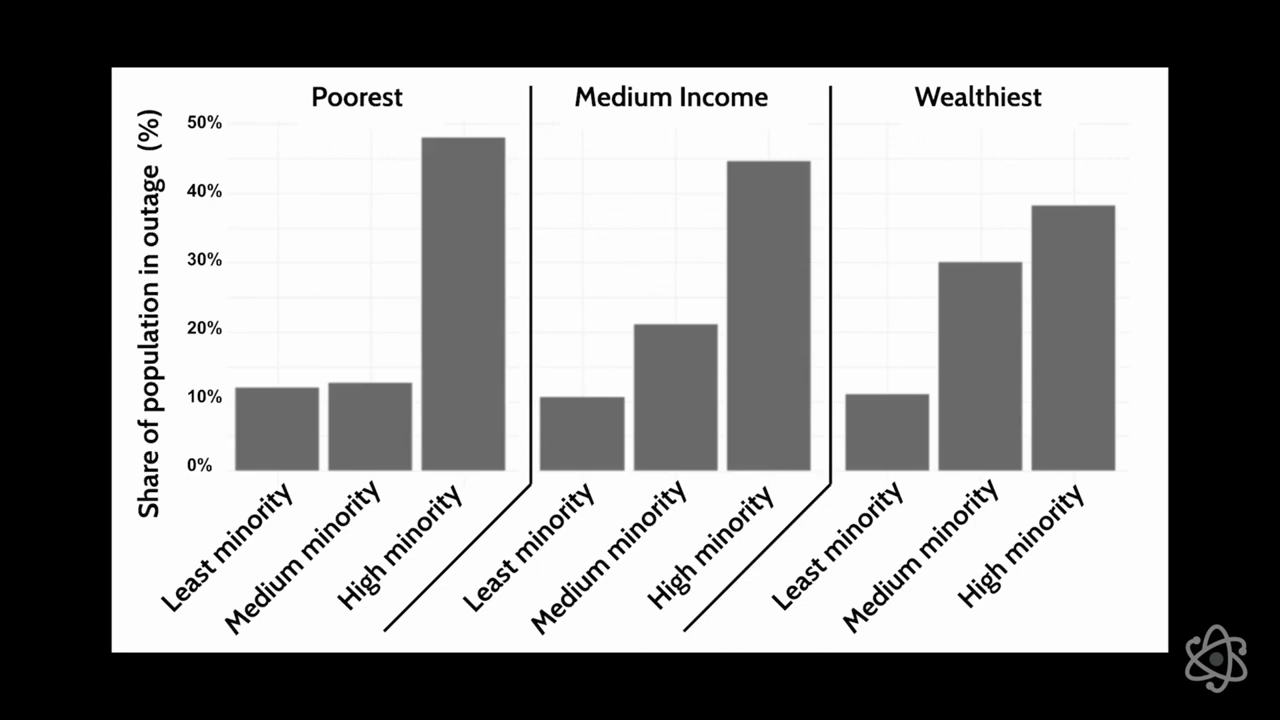 Poorest
Medium Income
Wealthiest
Share of population in outage (%)
50%
40%
30%
20%
10%
0%
Least minority
Medium minority
High minority
Least minority
Medium minority
High minority
Least minority
Medium minority
High minority